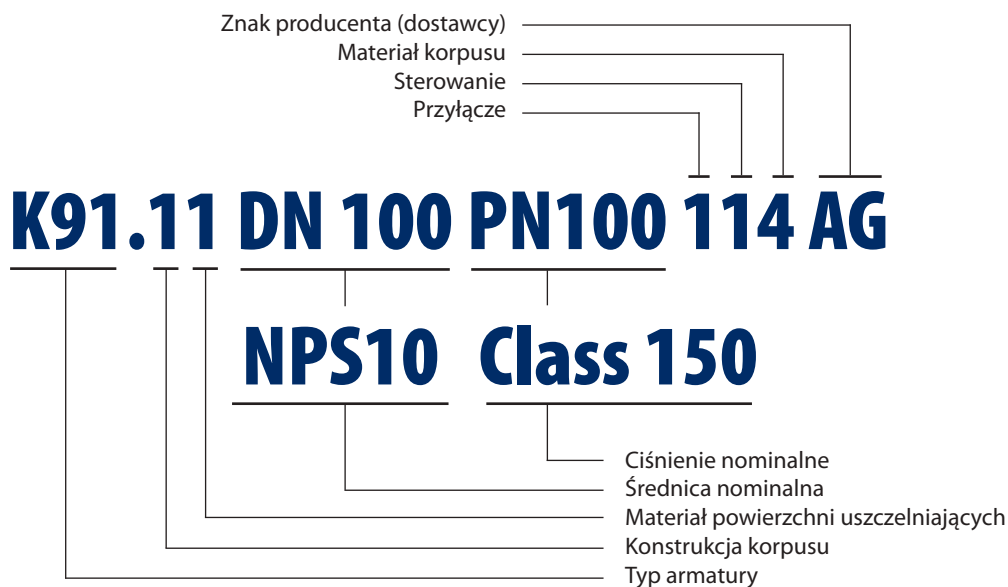 Znak producenta (dostawcy)
Materiał korpusu
Sterowanie
Przyłącze
K91.11 DN 100 PN100 114 AG
NPS10 Class 150
Ciśnienie nominalne
Średnica nominalna
Materiał powierzchni uszczelniających
Konstrukcja korpusu
Typ armatury